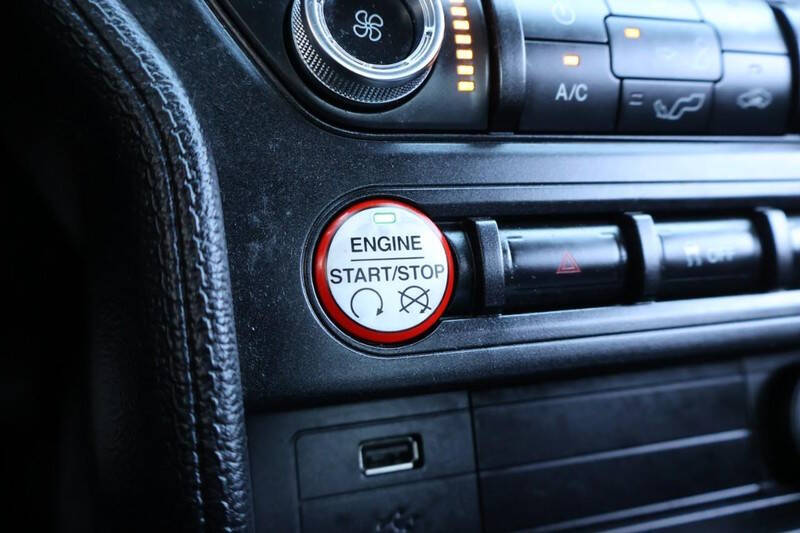 A/C
ENGINE
START/STOP
OFF